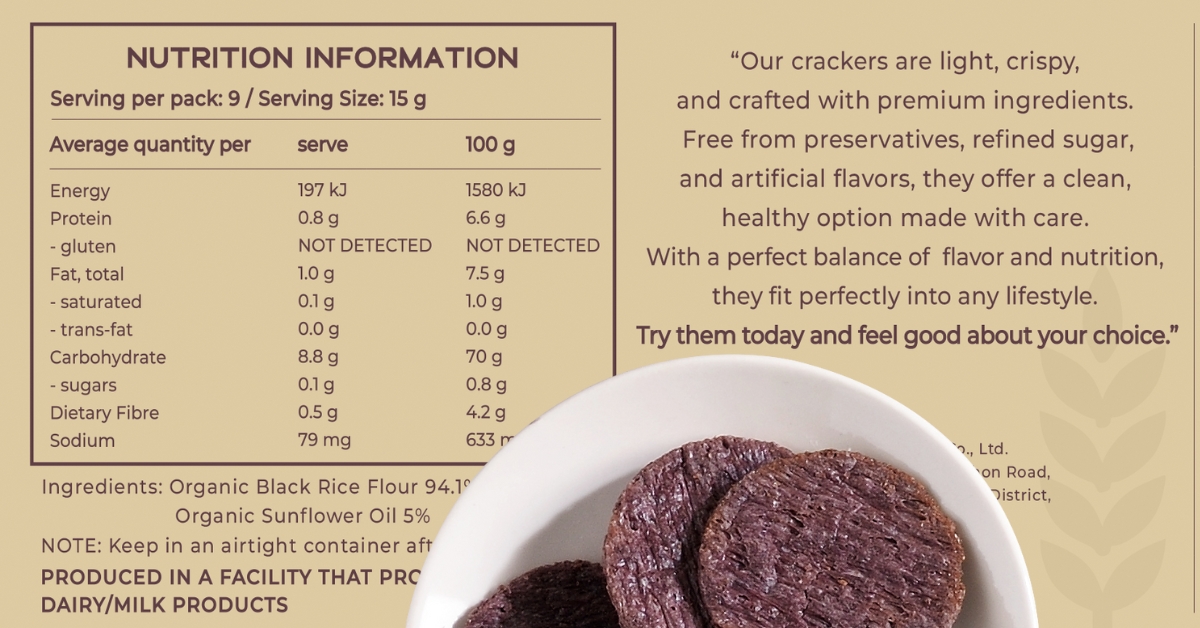 NUTRITION INFORMATION
Serving per pack: 9 / Serving Size: 15 g
Average quantity per serve 100 g
Energy 197 kJ 1580 kJ
Protein 0.8 g 6.6 g
- gluten NOT DETECTED NOT DETECTED
Fat, total 1.0 g 7.5 g
- saturated 0.1 g 1.0 g
- trans-fat 0.0 g 0.0 g
Carbohydrate 8.8 g 70 g
- sugars 0.1 g 0.8 g
Dietary Fibre 0.5 g 4.2 g
Sodium 79 mg 633
Ingredients: Organic Black Rice Flour 94.1%
Organic Sunflower Oil 5%
NOTE: Keep in an airtight container
PRODUCED IN A FACILITY THAT
DAIRY/MILK PRODUCTS
“Our crackers are light, crispy,
and crafted with premium ingredients.
Free from preservatives, refined sugar,
and artificial flavors, they offer a clean,
healthy option made with care.
With a perfect balance of flavor and nutrition,
they fit perfectly into any lifestyle.
Try them today and feel good about your choice.”
Ltd.
Road,
District,